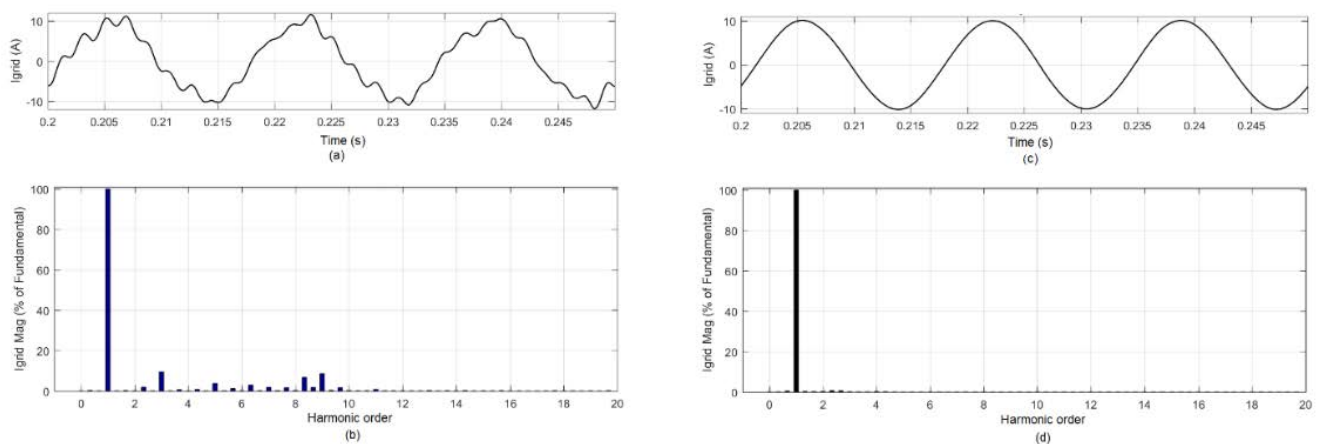 10
0
-10
Igrid (A)
0.2 0.205 0.21 0.215 0.22 0.225 0.23 0.235 0.24 0.245
Time (s)
(a)
10
0
-10
Igrid (A)
0.2 0.205 0.21 0.215 0.22 0.225 0.23 0.235 0.24 0.245
Time (s)
(c)
100
80
60
40
20
0
Igrid Mag (% of Fundamental)
0 2 4 6 8 10 12 14 16 18 20
Harmonic order
(b)
100
80
60
40
20
0
Igrid Mag (% of Fundamental)
0 2 4 6 8 10 12 14 16 18 20
Harmonic order
(d)